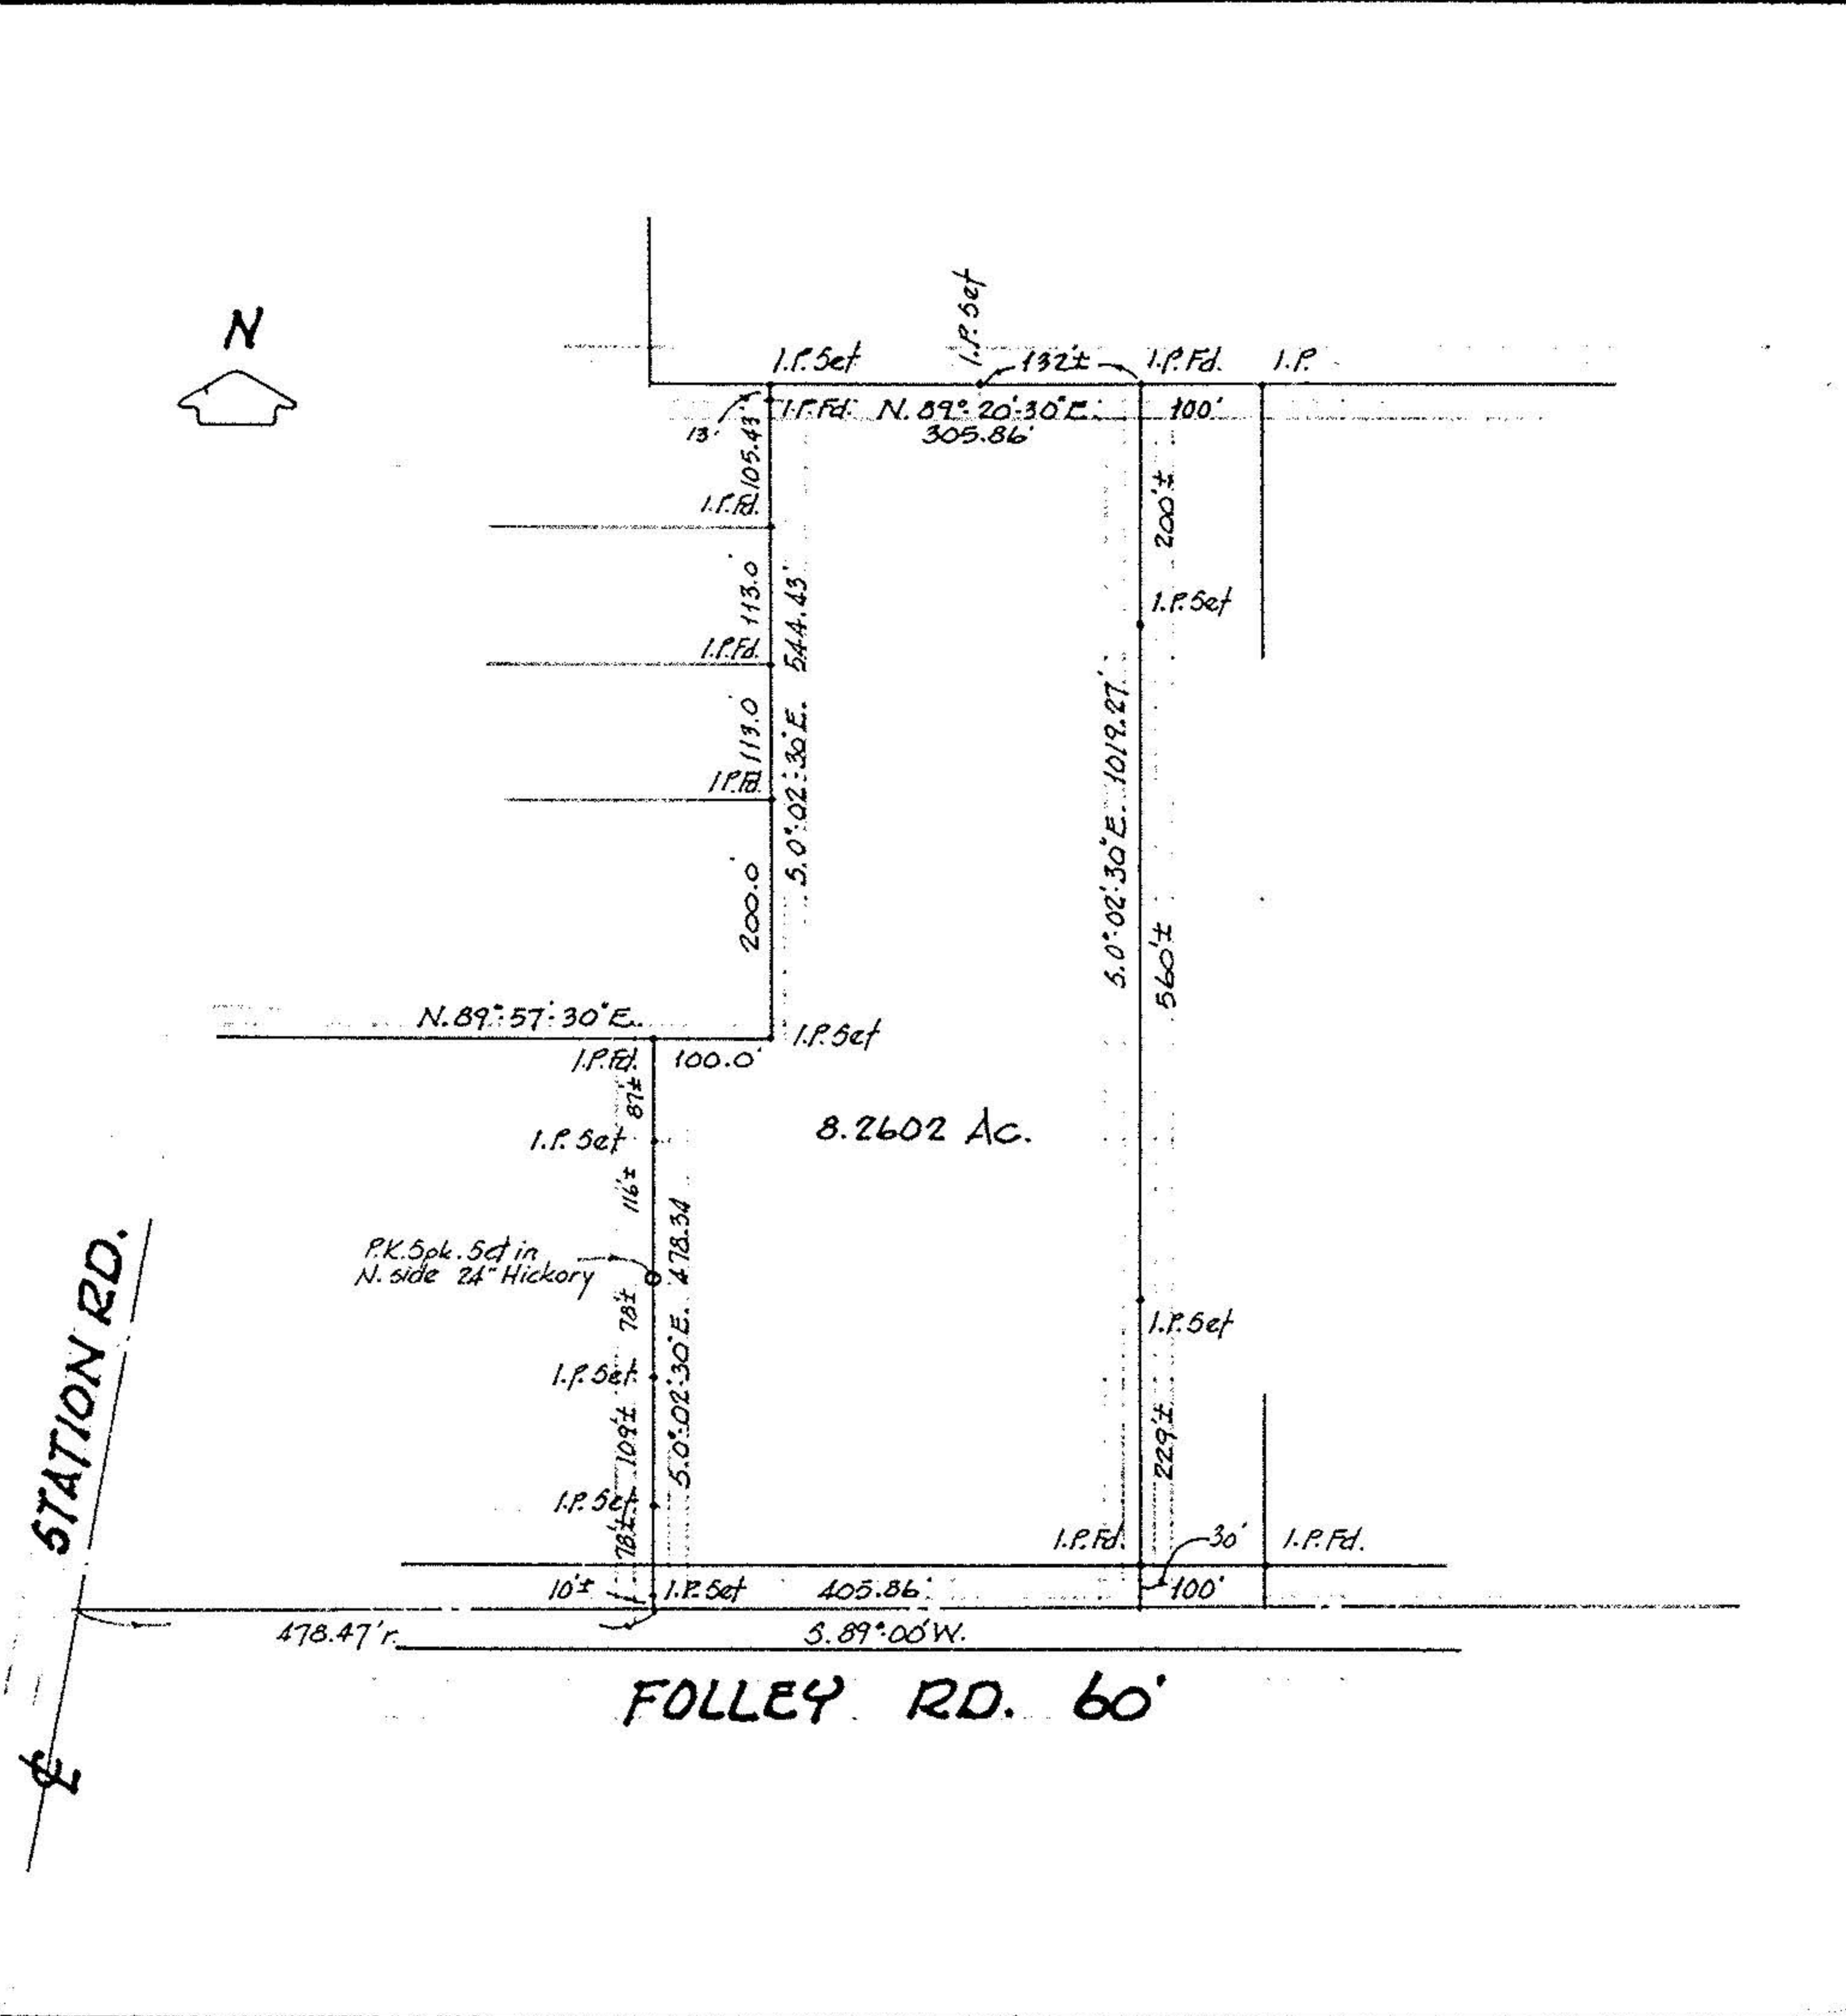 N
I.P. Set
I.P. Set
132'±
I.P. Fd.
I.P.
13'
I.P. Fd.
N. 89°-20'-30" E.
305.86'
100'
105.43'
I.P. Fd.
113.0'
I.P. Fd.
113.0'
I.P. Fd.
200.0'
S. 0°-02'-30" E. 544.43'
200'±
I.P. Set
S. 0°-02'-30" E. 1019.27'
560'±
N. 89°-57'-30" E.
I.P. Set
I.P. Fd.
100.0'
87'±
I.P. Set
8.2602 Ac.
116'±
P.K. Spk. Set in
N. side 24" Hickory
78'±
S. 0°-02'-30" E. 478.34
I.P. Set
109'±
I.P. Set
78'±
I.P. Set
229'±
I.P. Fd.
30'
I.P. Fd.
10'±
I.P. Set
405.86'
100'
478.47' r.
S. 89°-00' W.
STATION RD.
℄
FOLLEY RD. 60'